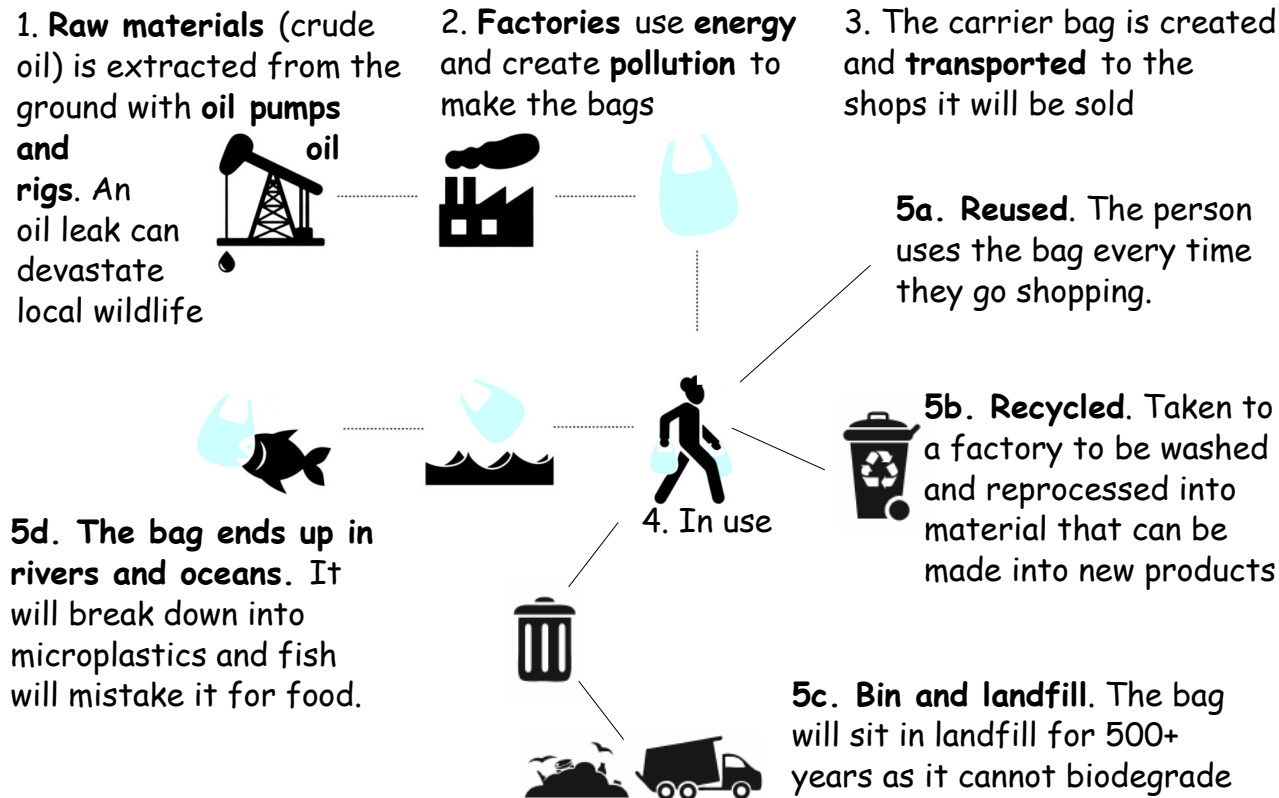 1. Raw materials (crude
oil) is extracted from the
ground with oil pumps
and oil
rigs. An
oil leak can
devastate
local wildlife
2. Factories use energy
and create pollution to
make the bags
3. The carrier bag is created
and transported to the
shops it will be sold
5a. Reused. The person
uses the bag every time
they go shopping.
5b. Recycled. Taken to
a factory to be washed
and reprocessed into
material that can be
made into new products
4. In use
5d. The bag ends up in
rivers and oceans. It
will break down into
microplastics and fish
will mistake it for food.
5c. Bin and landfill. The bag
will sit in landfill for 500+
years as it cannot biodegrade